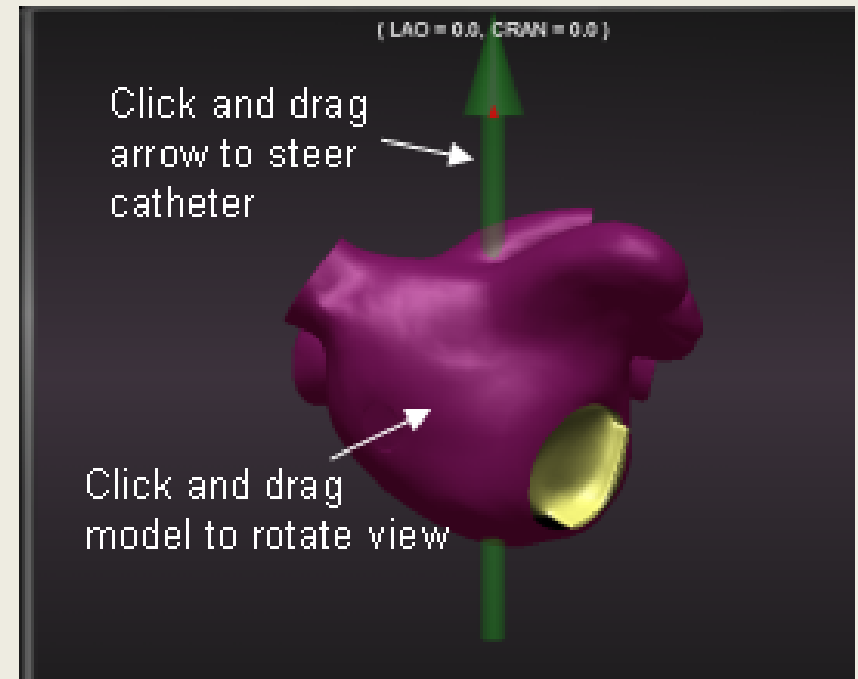 ( LAO = 0.0, CRAN = 0.0 )
Click and drag
arrow to steer
catheter
Click and drag
model to rotate view